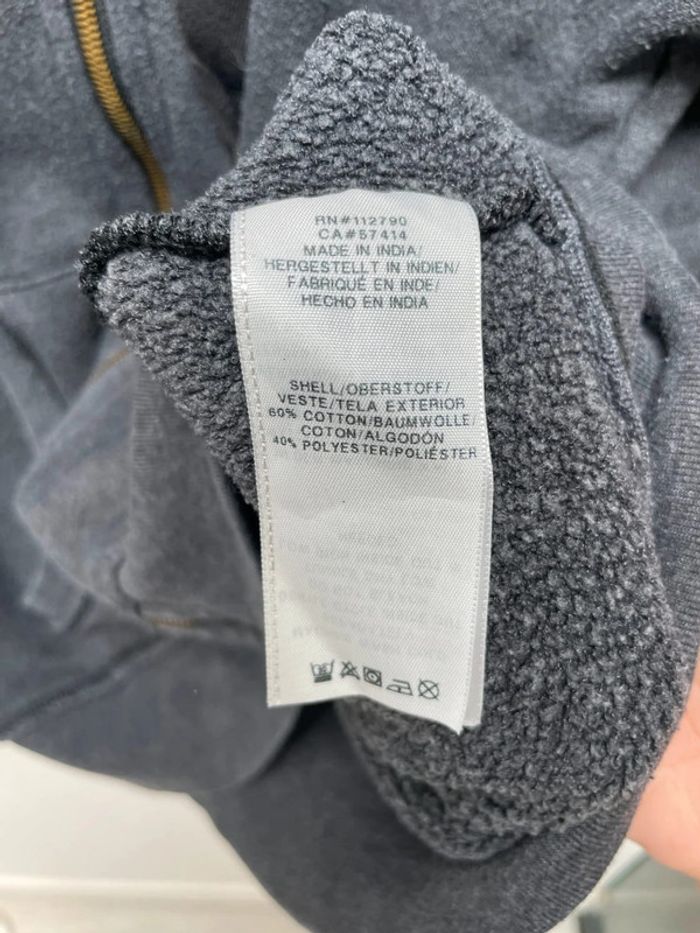 RN#112790
CA#57414
MADE IN INDIA/
HERGESTELLT IN INDIEN/
FABRIQUÉ EN INDE/
HECHO EN INDIA
SHELL/OBERSTOFF/
VESTE/TELA EXTERIOR
60% COTTON/BAUMWOLLE/
COTON/ALGODÓN
40% POLYESTER/POLIÉSTER